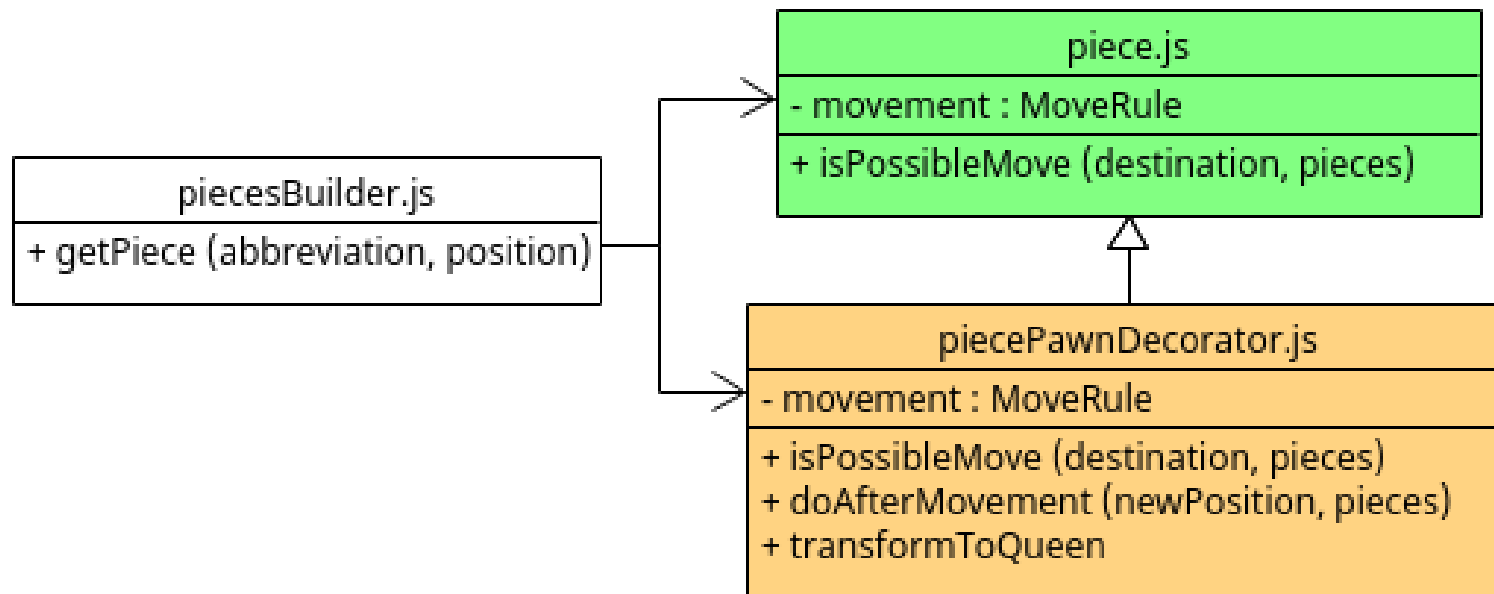 piece.js
- movement : MoveRule
+ isPossibleMove (destination, pieces)
piecesBuilder.js
+ getPiece (abbreviation, position)
piecePawnDecorator.js
- movement : MoveRule
+ isPossibleMove (destination, pieces)
+ doAfterMovement (newPosition, pieces)
+ transformToQueen